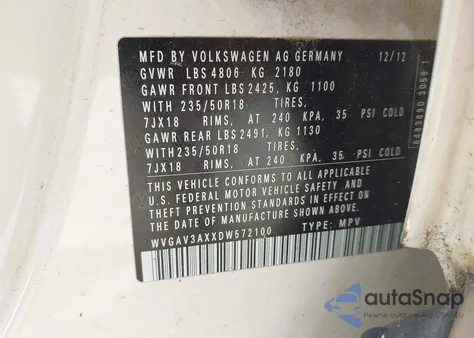 MFD BY VOLKSWAGEN AG GERMANY 12/12
GVWR LBS 4806 KG 2180
GAWR FRONT LBS 2425, KG 1100
WITH 235/50R18 TIRES,
7JX18 RIMS, AT 240 KPA, 35 PSI COLD
GAWR REAR LBS 2491, KG 1130
WITH 235/50R18 TIRES,
7JX18 RIMS, AT 240 KPA, 35 PSI COLD
THIS VEHICLE CONFORMS TO ALL APPLICABLE
U.S. FEDERAL MOTOR VEHICLE SAFETY AND
THEFT PREVENTION STANDARDS IN EFFECT
ON THE DATE OF MANUFACTURE SHOWN ABOVE.
WVGAV3AXXDW572100 TYPE: MPV
autoSnap